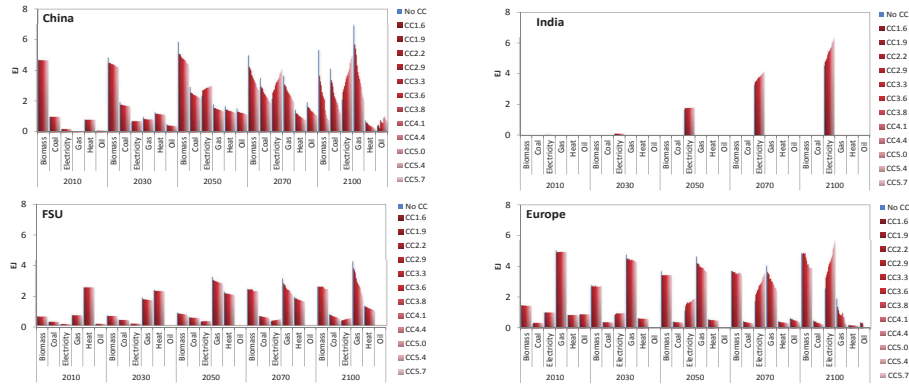 China
8
6
4
2
0
EJ
Biomass Coal Electricity Gas Heat Oil Biomass Coal Electricity Gas Heat Oil Biomass Coal Electricity Gas Heat Oil Biomass Coal Electricity Gas Heat Oil Biomass Coal Electricity Gas Heat Oil
2010 2030 2050 2070 2100
No CC
CC1.6
CC1.9
CC2.2
CC2.9
CC3.3
CC3.6
CC3.8
CC4.1
CC4.4
CC5.0
CC5.4
CC5.7
India
8
6
4
2
0
EJ
Biomass Coal Electricity Gas Heat Oil Biomass Coal Electricity Gas Heat Oil Biomass Coal Electricity Gas Heat Oil Biomass Coal Electricity Gas Heat Oil Biomass Coal Electricity Gas Heat Oil
2010 2030 2050 2070 2100
No CC
CC1.6
CC1.9
CC2.2
CC2.9
CC3.3
CC3.6
CC3.8
CC4.1
CC4.4
CC5.0
CC5.4
CC5.7
FSU
8
6
4
2
0
EJ
Biomass Coal Electricity Gas Heat Oil Biomass Coal Electricity Gas Heat Oil Biomass Coal Electricity Gas Heat Oil Biomass Coal Electricity Gas Heat Oil Biomass Coal Electricity Gas Heat Oil
2010 2030 2050 2070 2100
No CC
CC1.6
CC1.9
CC2.2
CC2.9
CC3.3
CC3.6
CC3.8
CC4.1
CC4.4
CC5.0
CC5.4
CC5.7
Europe
8
6
4
2
0
EJ
Biomass Coal Electricity Gas Heat Oil Biomass Coal Electricity Gas Heat Oil Biomass Coal Electricity Gas Heat Oil Biomass Coal Electricity Gas Heat Oil Biomass Coal Electricity Gas Heat Oil
2010 2030 2050 2070 2100
No CC
CC1.6
CC1.9
CC2.2
CC2.9
CC3.3
CC3.6
CC3.8
CC4.1
CC4.4
CC5.0
CC5.4
CC5.7